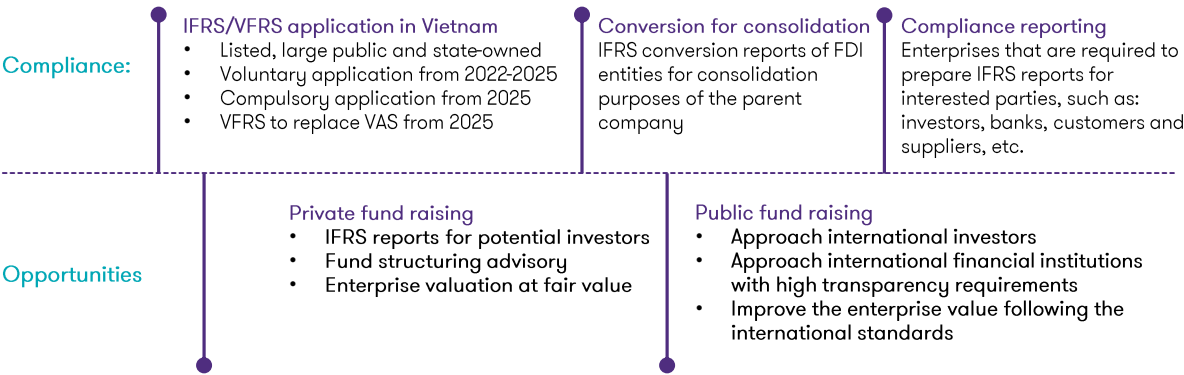 Compliance:
IFRS/VFRS application in Vietnam
• Listed, large public and state-owned
• Voluntary application from 2022-2025
• Compulsory application from 2025
• VFRS to replace VAS from 2025
Conversion for consolidation
IFRS conversion reports of FDI
entities for consolidation
purposes of the parent
company
Compliance reporting
Enterprises that are required to
prepare IFRS reports for
interested parties, such as:
investors, banks, customers and
suppliers, etc.
Opportunities
Private fund raising
• IFRS reports for potential investors
• Fund structuring advisory
• Enterprise valuation at fair value
Public fund raising
• Approach international investors
• Approach international financial institutions
with high transparency requirements
• Improve the enterprise value following the
international standards